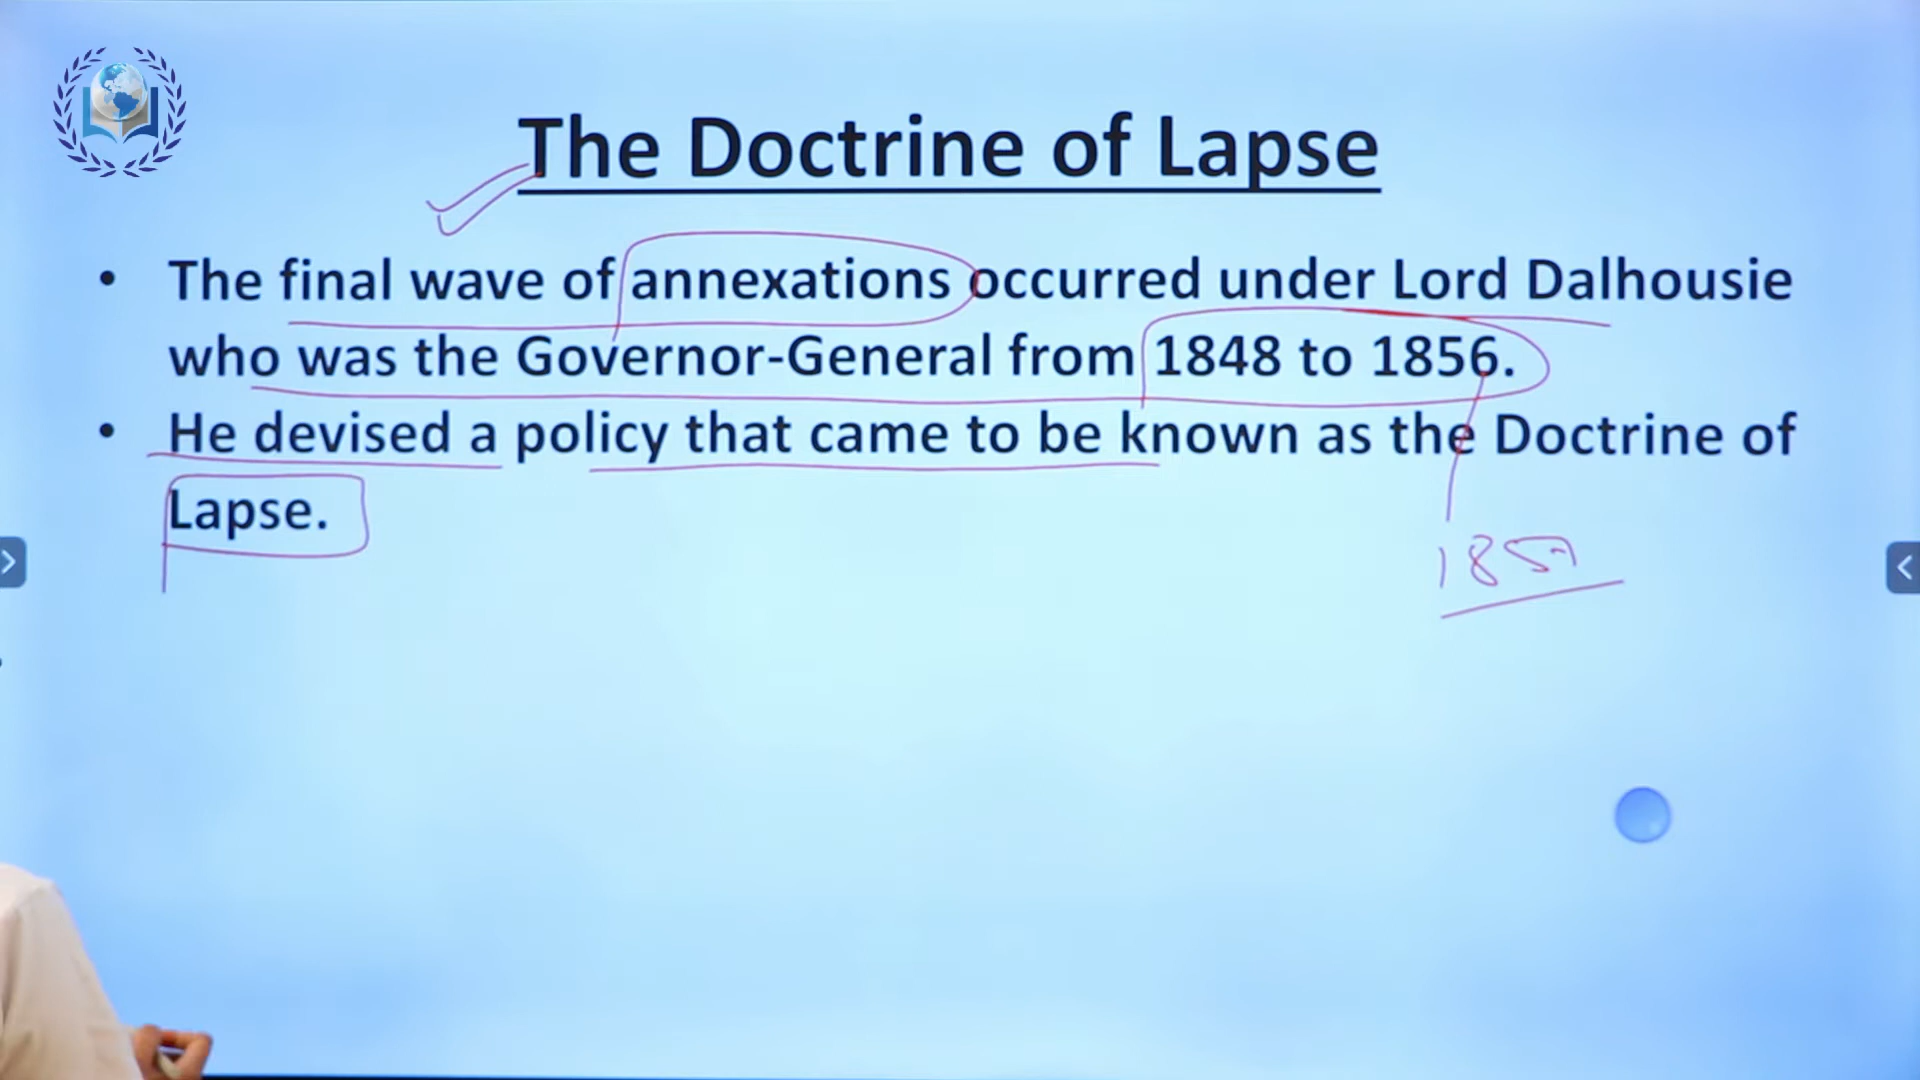 The Doctrine of Lapse
• The final wave of annexations occurred under Lord Dalhousie
who was the Governor-General from 1848 to 1856.
• He devised a policy that came to be known as the Doctrine of
Lapse.
1857